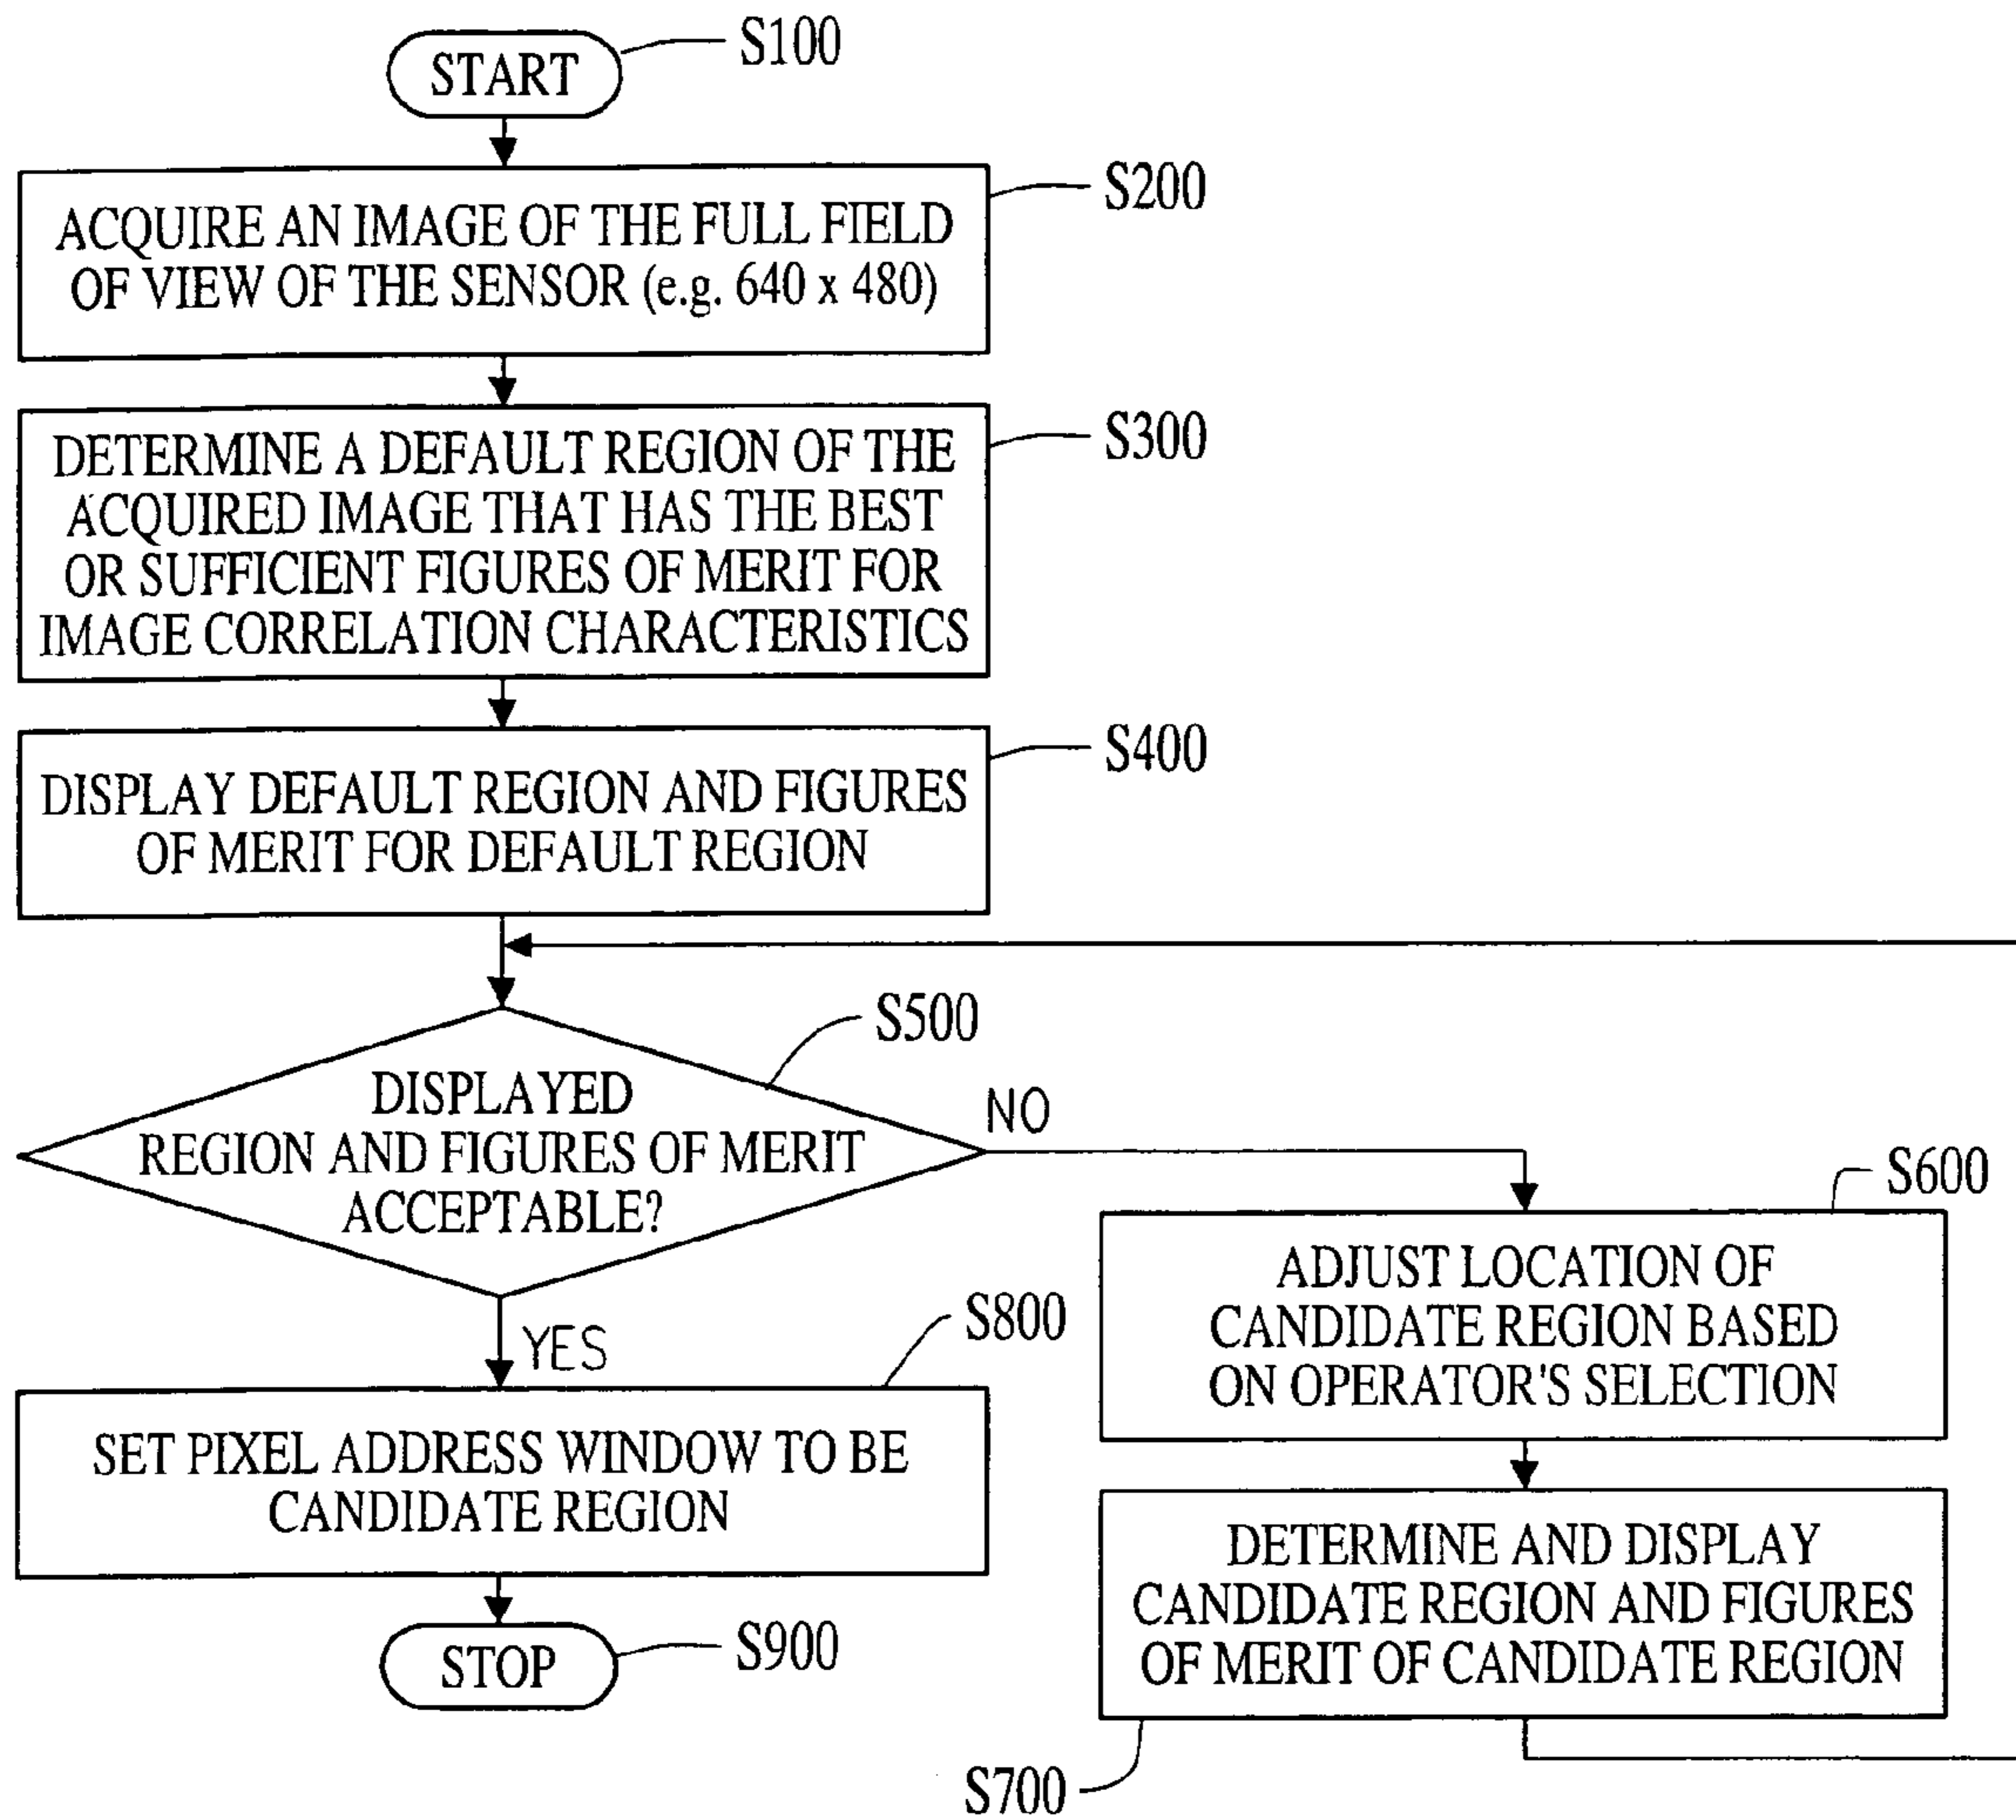 START
S100
ACQUIRE AN IMAGE OF THE FULL FIELD
OF VIEW OF THE SENSOR (e.g. 640 x 480)
S200
DETERMINE A DEFAULT REGION OF THE
ACQUIRED IMAGE THAT HAS THE BEST
OR SUFFICIENT FIGURES OF MERIT FOR
IMAGE CORRELATION CHARACTERISTICS
S300
DISPLAY DEFAULT REGION AND FIGURES
OF MERIT FOR DEFAULT REGION
S400
DISPLAYED
REGION AND FIGURES OF MERIT
ACCEPTABLE?
S500
NO
YES
ADJUST LOCATION OF
CANDIDATE REGION BASED
ON OPERATOR'S SELECTION
S600
DETERMINE AND DISPLAY
CANDIDATE REGION AND FIGURES
OF MERIT OF CANDIDATE REGION
S700
SET PIXEL ADDRESS WINDOW TO BE
CANDIDATE REGION
S800
STOP
S900